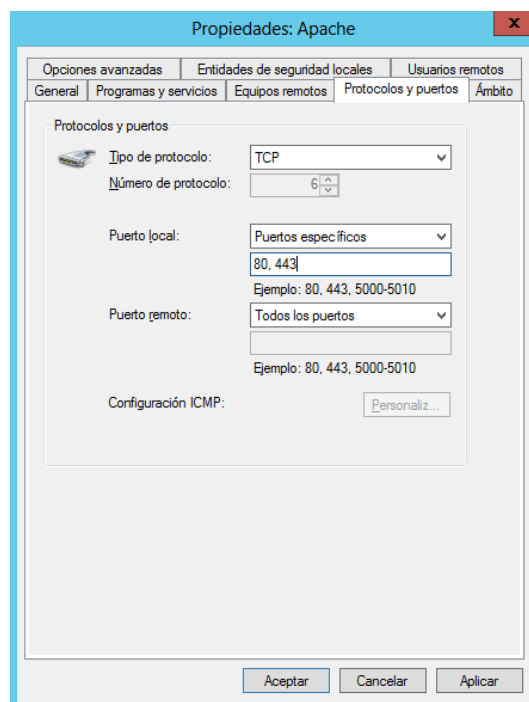 Propiedades: Apache
x
Opciones avanzadas Entidades de seguridad locales Usuarios remotos
General Programas y servicios Equipos remotos Protocolos y puertos Ámbito
Protocolos y puertos
Tipo de protocolo: TCP
Número de protocolo: 6
Puerto local: Puertos específicos
80, 443
Ejemplo: 80, 443, 5000-5010
Puerto remoto: Todos los puertos
Ejemplo: 80, 443, 5000-5010
Configuración ICMP: Personaliz...
Aceptar Cancelar Aplicar